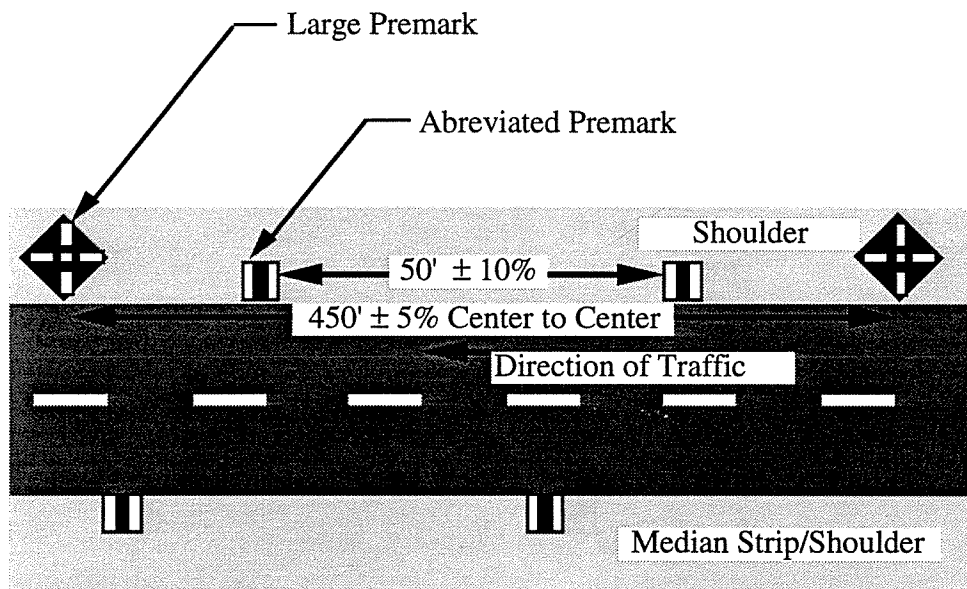 Large Premark
Abreviated Premark
Shoulder
50' ± 10%
450' ± 5% Center to Center
Direction of Traffic
Median Strip/Shoulder